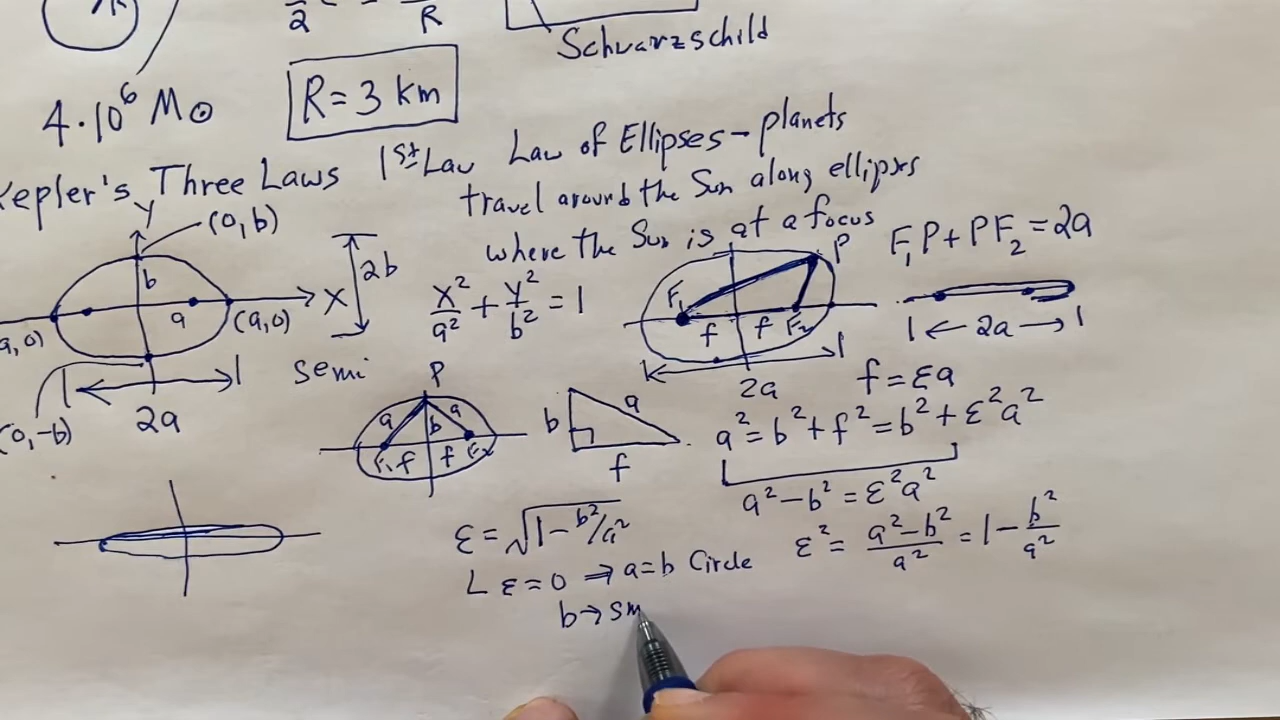 2 R
Schwarzschild
4·10⁶ M☉
R = 3 km
Kepler's Three Laws 1st Law Law of Ellipses - planets
travel around the Sun along ellipses
where the Sun is at a focus
Y
(0, b)
b
2b
X
a
(a, 0)
a, 0)
(0, -b)
2a
x²/a² + y²/b² = 1
P
F₁
F₂
f f
2a
F₁P + PF₂ = 2a
2a
f = εa
semi
P
a a
b
F₁ f f F₂
b a
f
a² = b² + f² = b² + ε²a²
a² - b² = ε²a²
ε² = (a² - b²)/a² = 1 - b²/a²
ε = √(1 - b²/a²)
ε = 0 ⇒ a = b Circle
b → sm